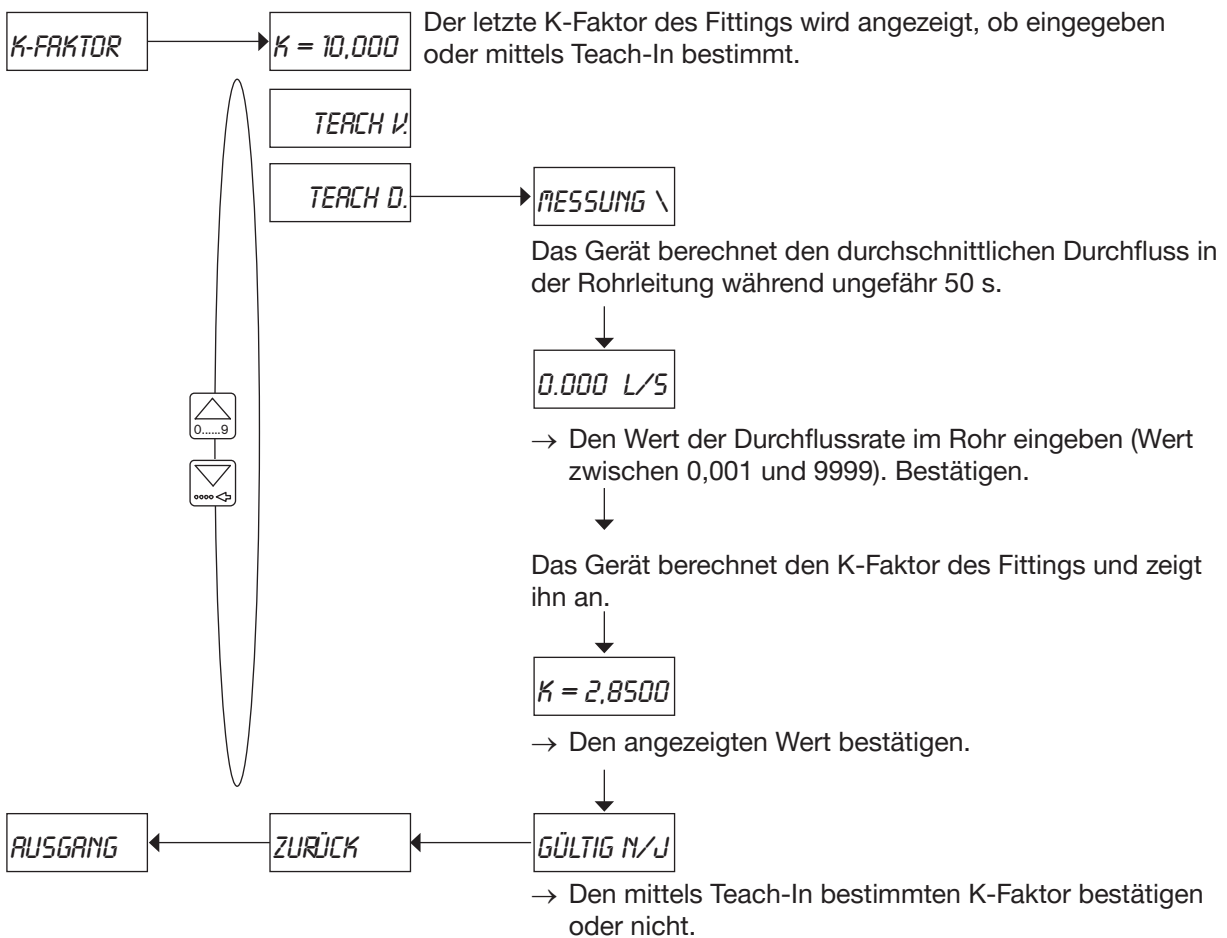 K-FAKTOR
K = 10,000
Der letzte K-Faktor des Fittings wird angezeigt, ob eingegeben
oder mittels Teach-In bestimmt.
TEACH V.
TEACH D.
MESSUNG \
Das Gerät berechnet den durchschnittlichen Durchfluss in
der Rohrleitung während ungefähr 50 s.
0.000 L/S
0......9
→ Den Wert der Durchflussrate im Rohr eingeben (Wert
zwischen 0,001 und 9999). Bestätigen.
Das Gerät berechnet den K-Faktor des Fittings und zeigt
ihn an.
K = 2,8500
→ Den angezeigten Wert bestätigen.
AUSGANG
ZURÜCK
GÜLTIG N/J
→ Den mittels Teach-In bestimmten K-Faktor bestätigen
oder nicht.